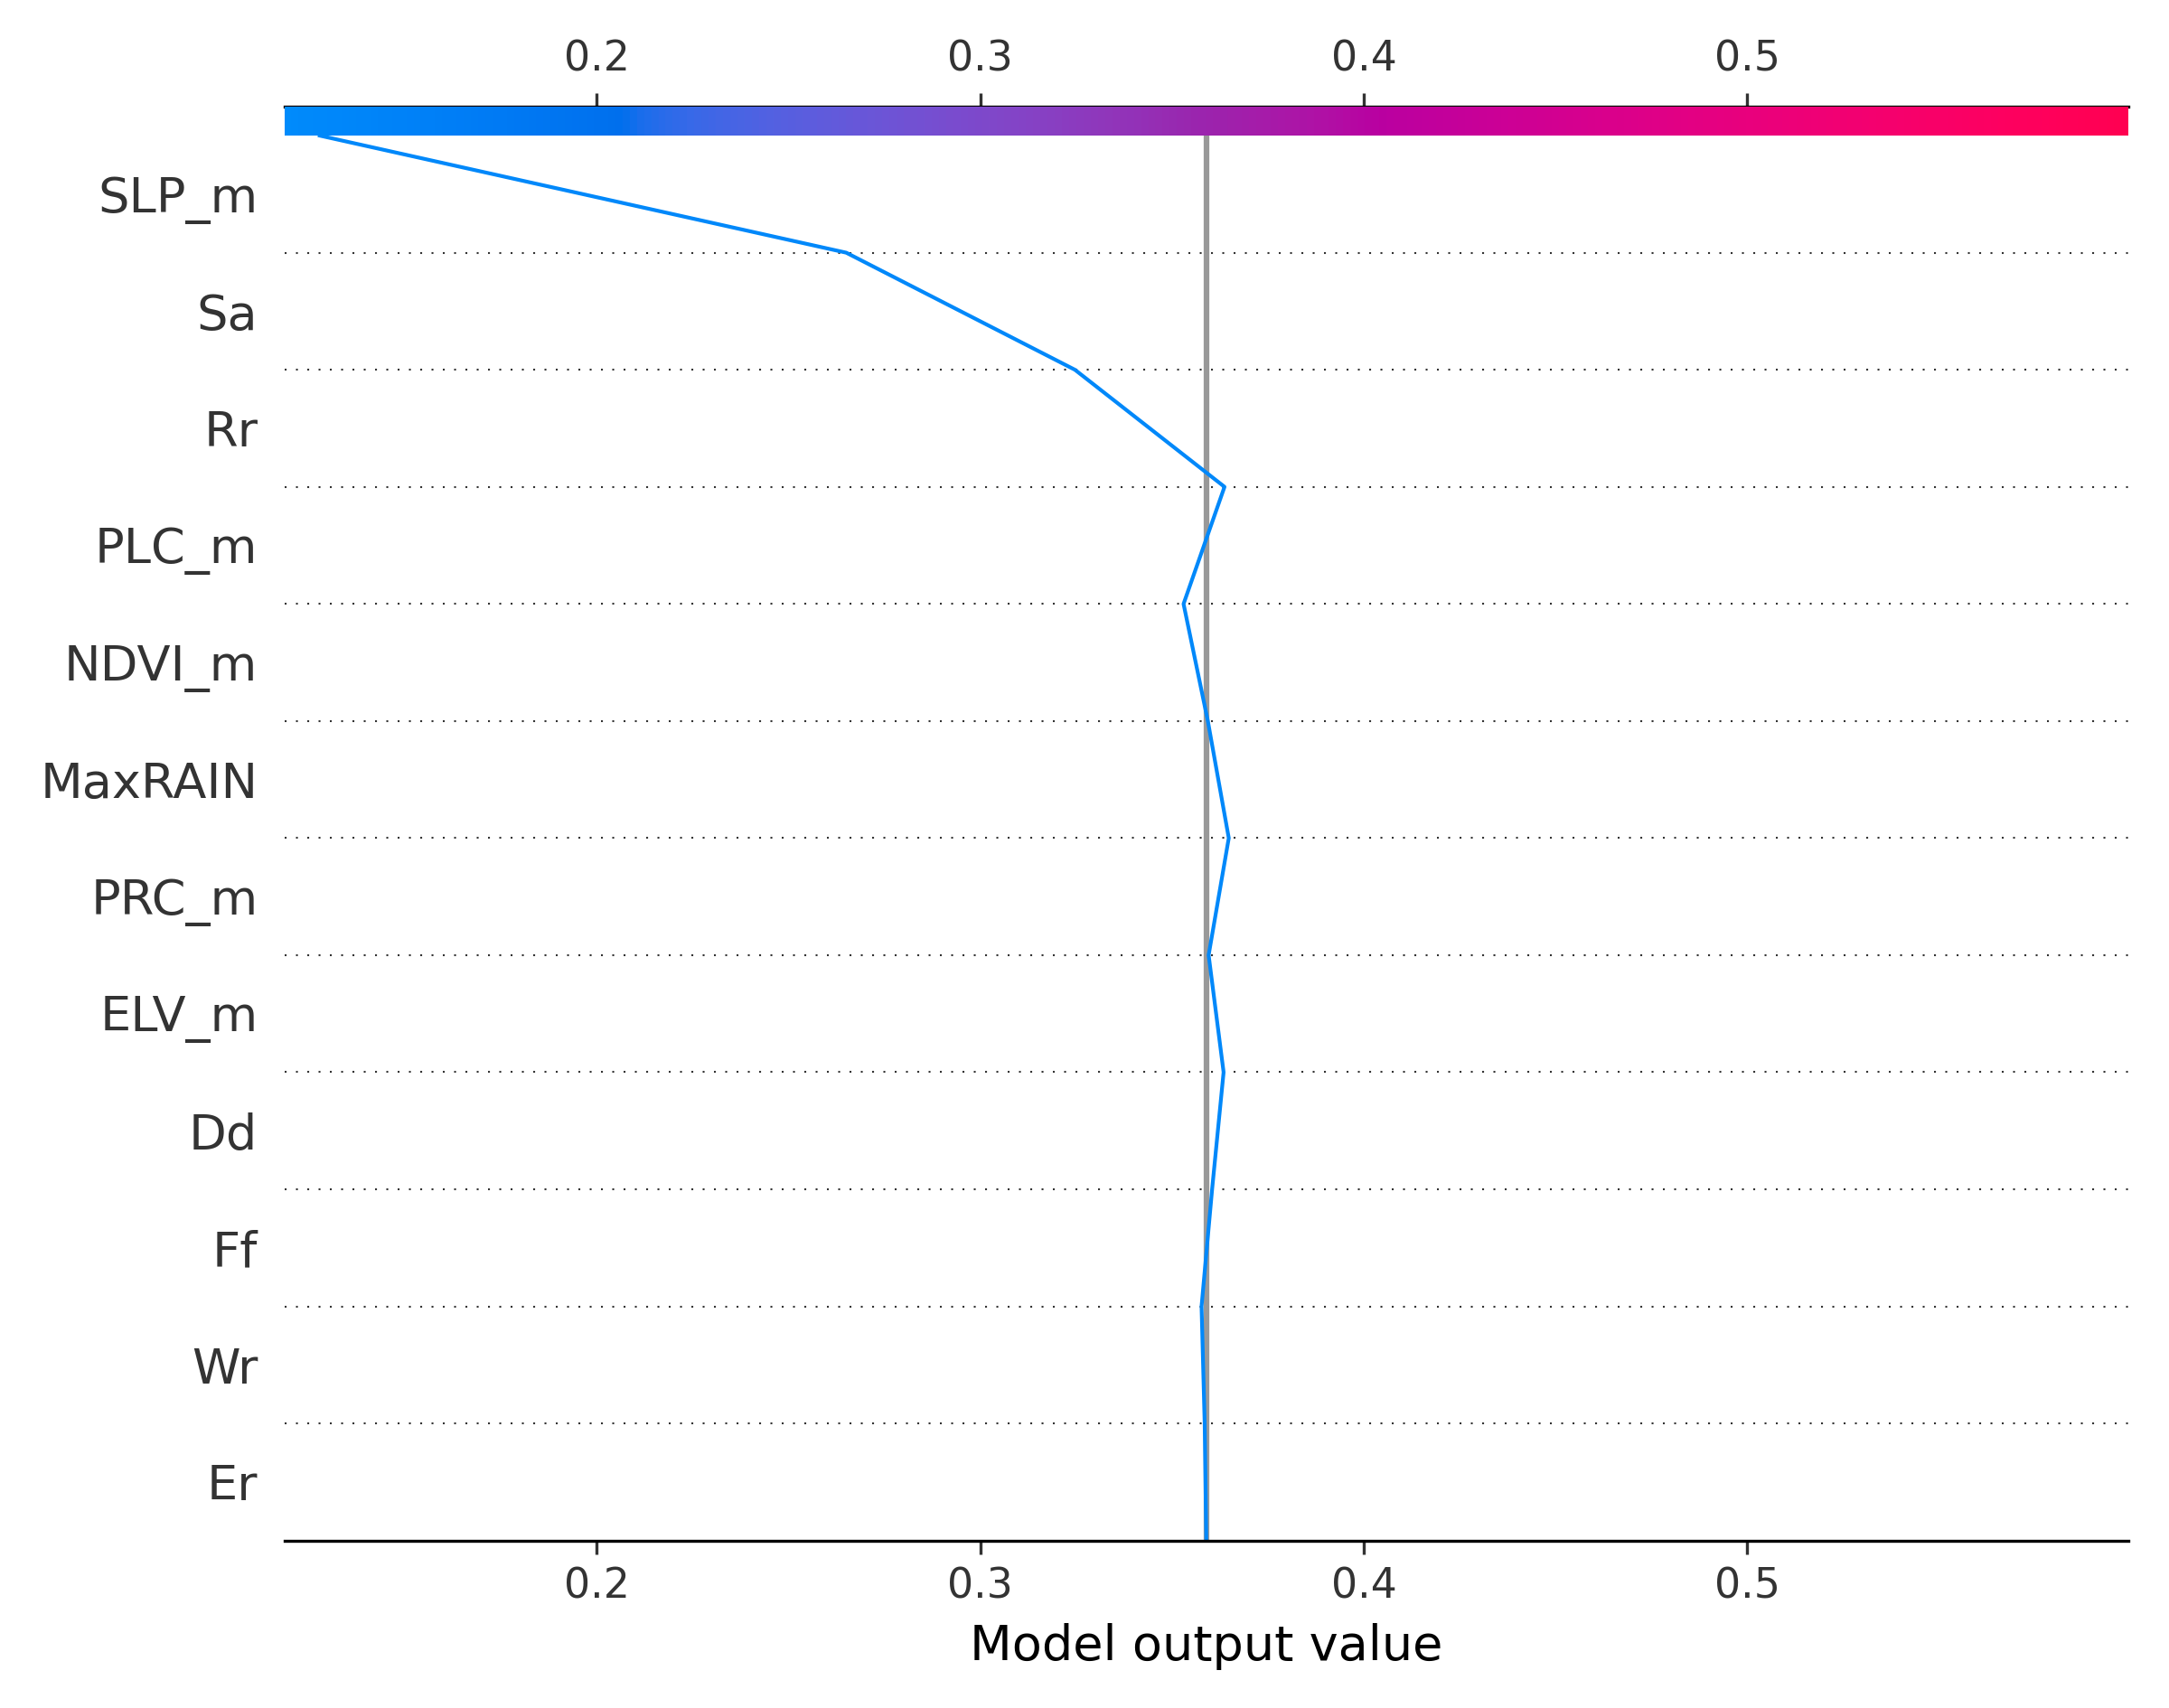 0.2 0.3 0.4 0.5
SLP_m
Sa
Rr
PLC_m
NDVI_m
MaxRAIN
PRC_m
ELV_m
Dd
Ff
Wr
Er
0.2 0.3 0.4 0.5
Model output value